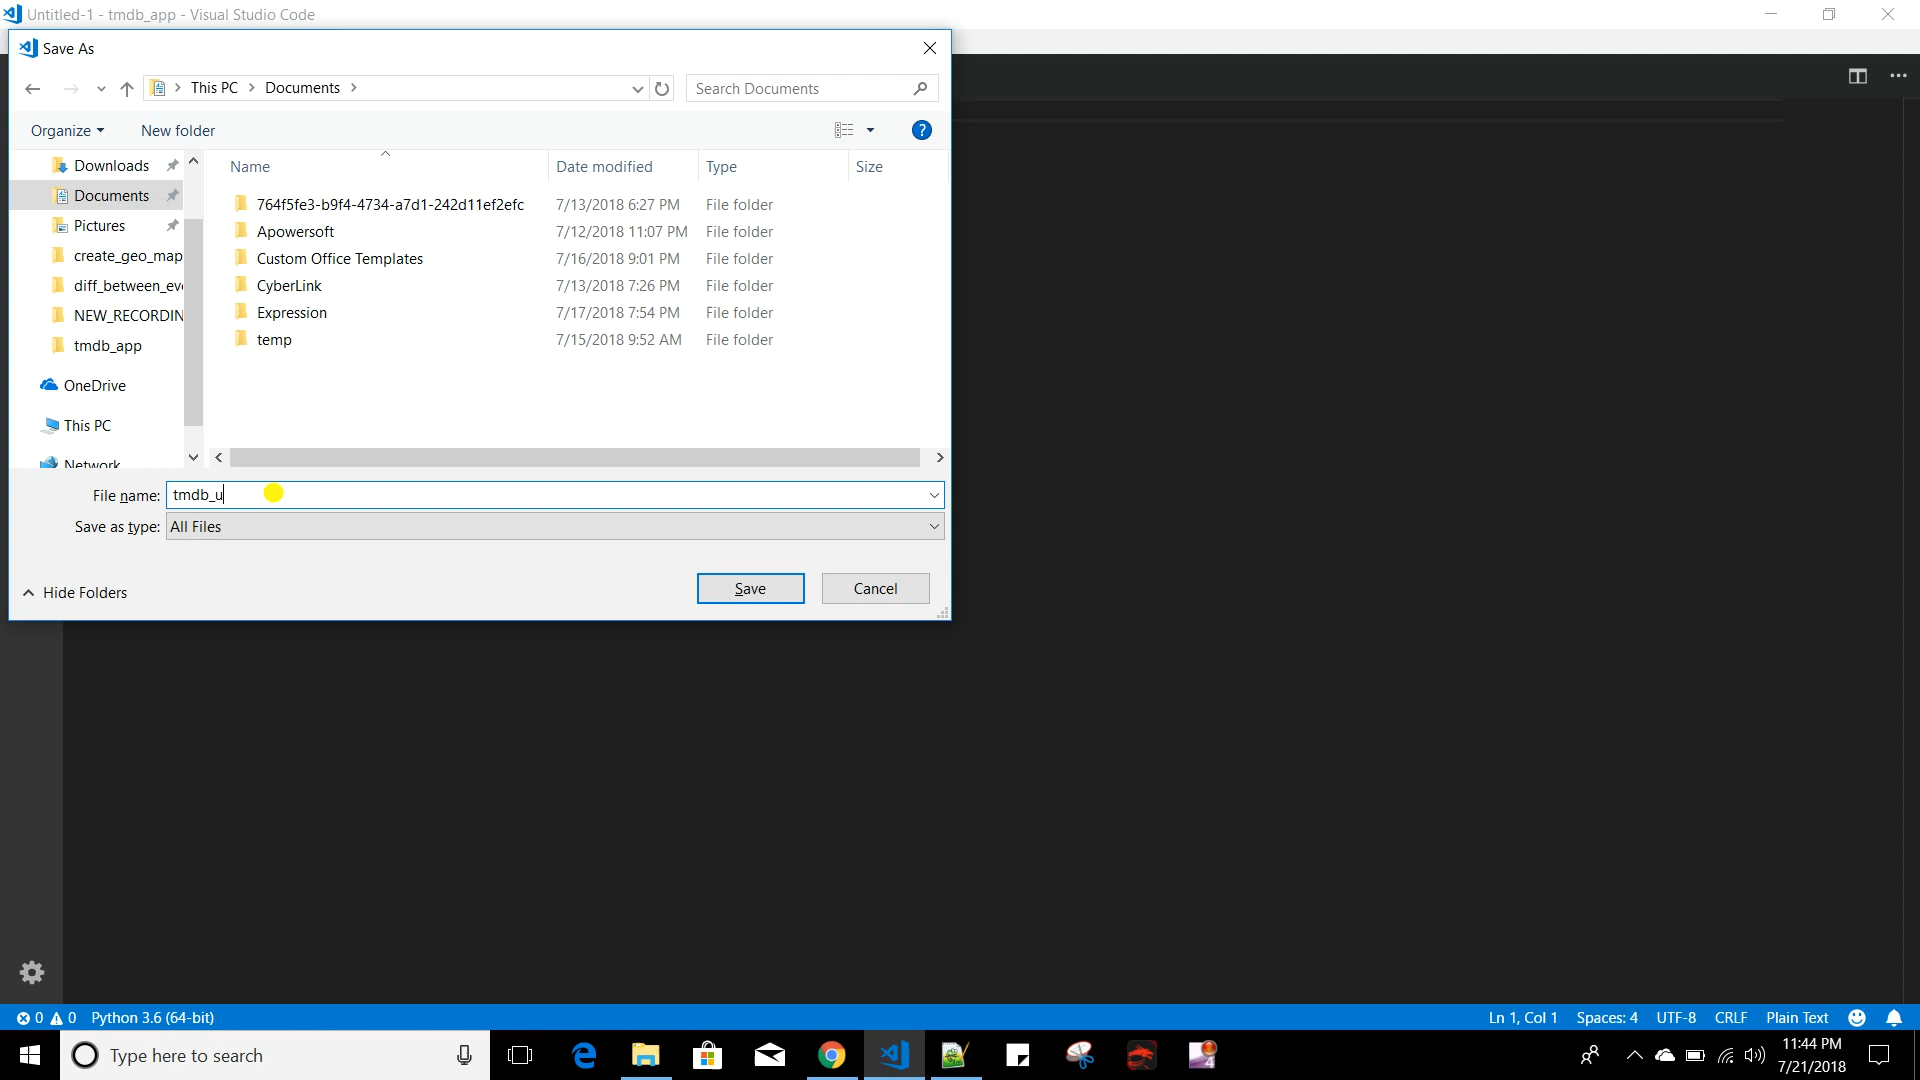 Untitled-1 - tmdb_app - Visual Studio Code
Save As
This PC > Documents >
Search Documents
Organize
New folder
?
Name
Date modified
Type
Size
Downloads
Documents
Pictures
create_geo_map
diff_between_ev
NEW_RECORDIN
tmdb_app
OneDrive
This PC
Network
764f5fe3-b9f4-4734-a7d1-242d11ef2efc 7/13/2018 6:27 PM File folder
Apowersoft 7/12/2018 11:07 PM File folder
Custom Office Templates 7/16/2018 9:01 PM File folder
CyberLink 7/13/2018 7:26 PM File folder
Expression 7/17/2018 7:54 PM File folder
temp 7/15/2018 9:52 AM File folder
File name: tmdb_u
Save as type: All Files
Hide Folders
Save
Cancel
0 0 Python 3.6 (64-bit)
Ln 1, Col 1 Spaces: 4 UTF-8 CRLF Plain Text
Type here to search
11:44 PM
7/21/2018